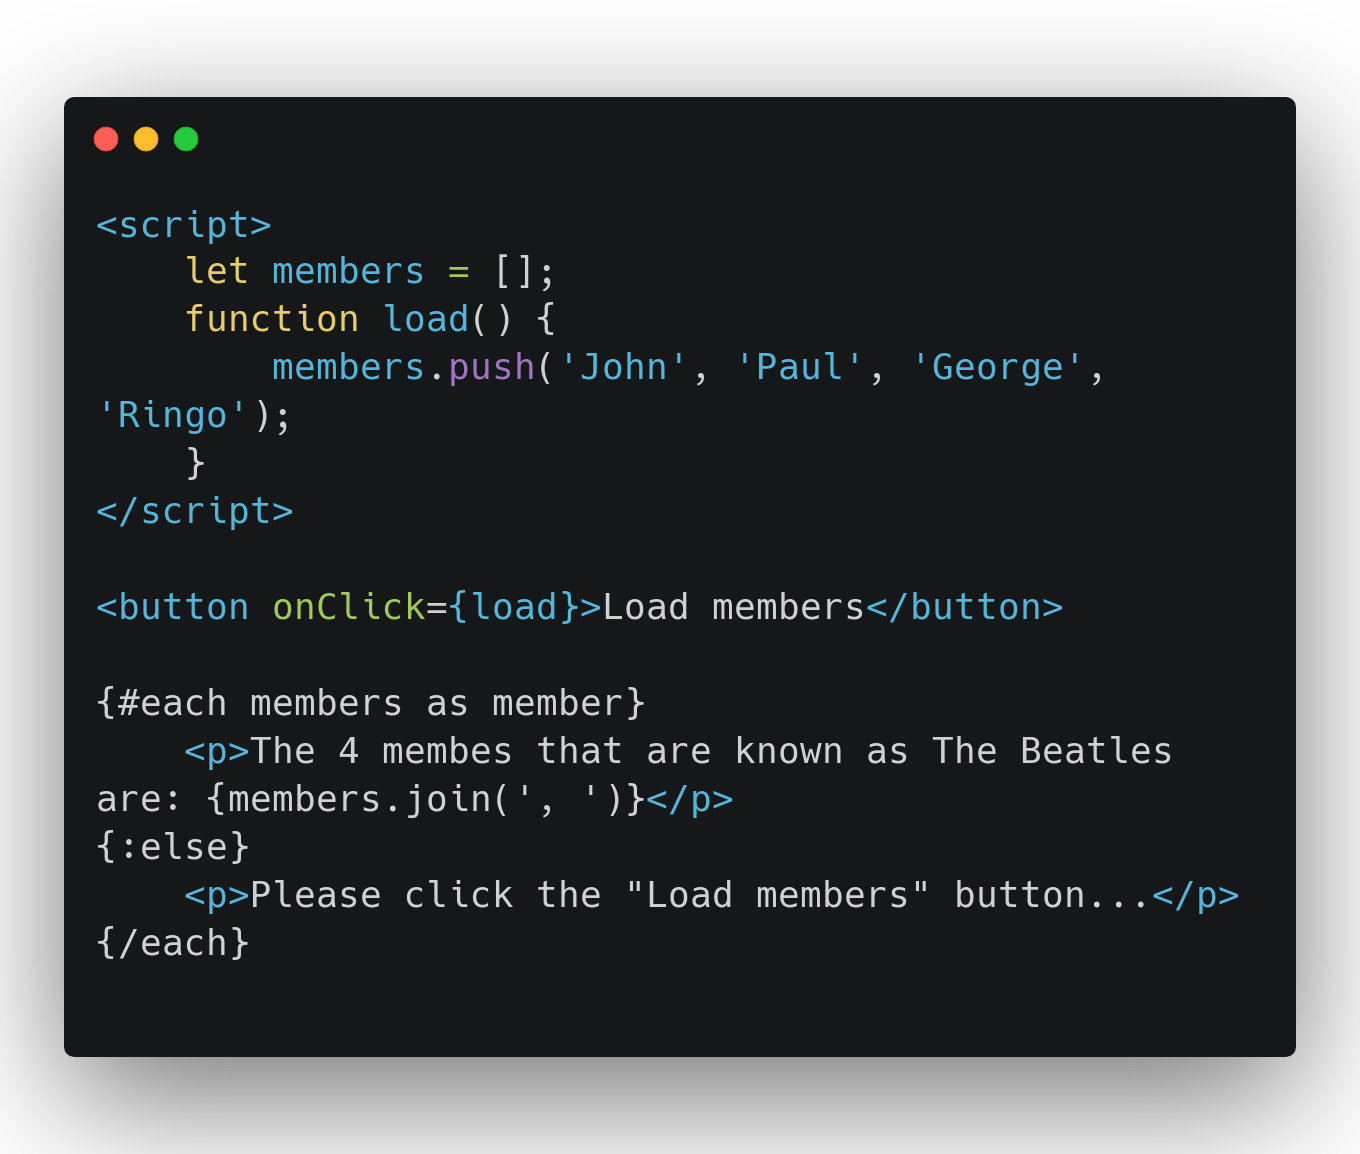 <script>
    let members = [];
    function load() {
        members.push('John', 'Paul', 'George',
'Ringo');
    }
</script>

<button onClick={load}>Load members</button>

{#each members as member}
    <p>The 4 membes that are known as The Beatles
are: {members.join(', ')}</p>
{:else}
    <p>Please click the "Load members" button...</p>
{/each}